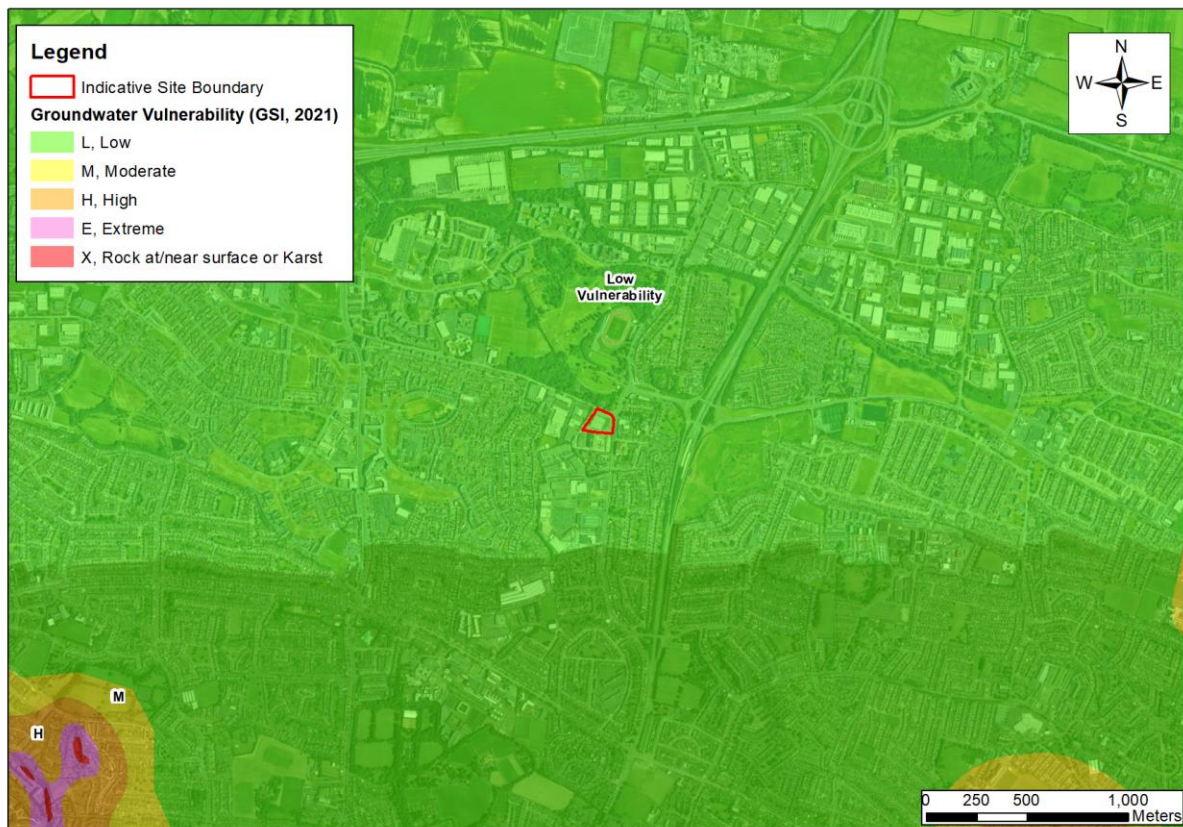 Legend
Indicative Site Boundary
Groundwater Vulnerability (GSI, 2021)
L, Low
M, Moderate
H, High
E, Extreme
X, Rock at/near surface or Karst
N
W
E
S
Low
Vulnerability
M
H
0 250 500 1,000
Meters